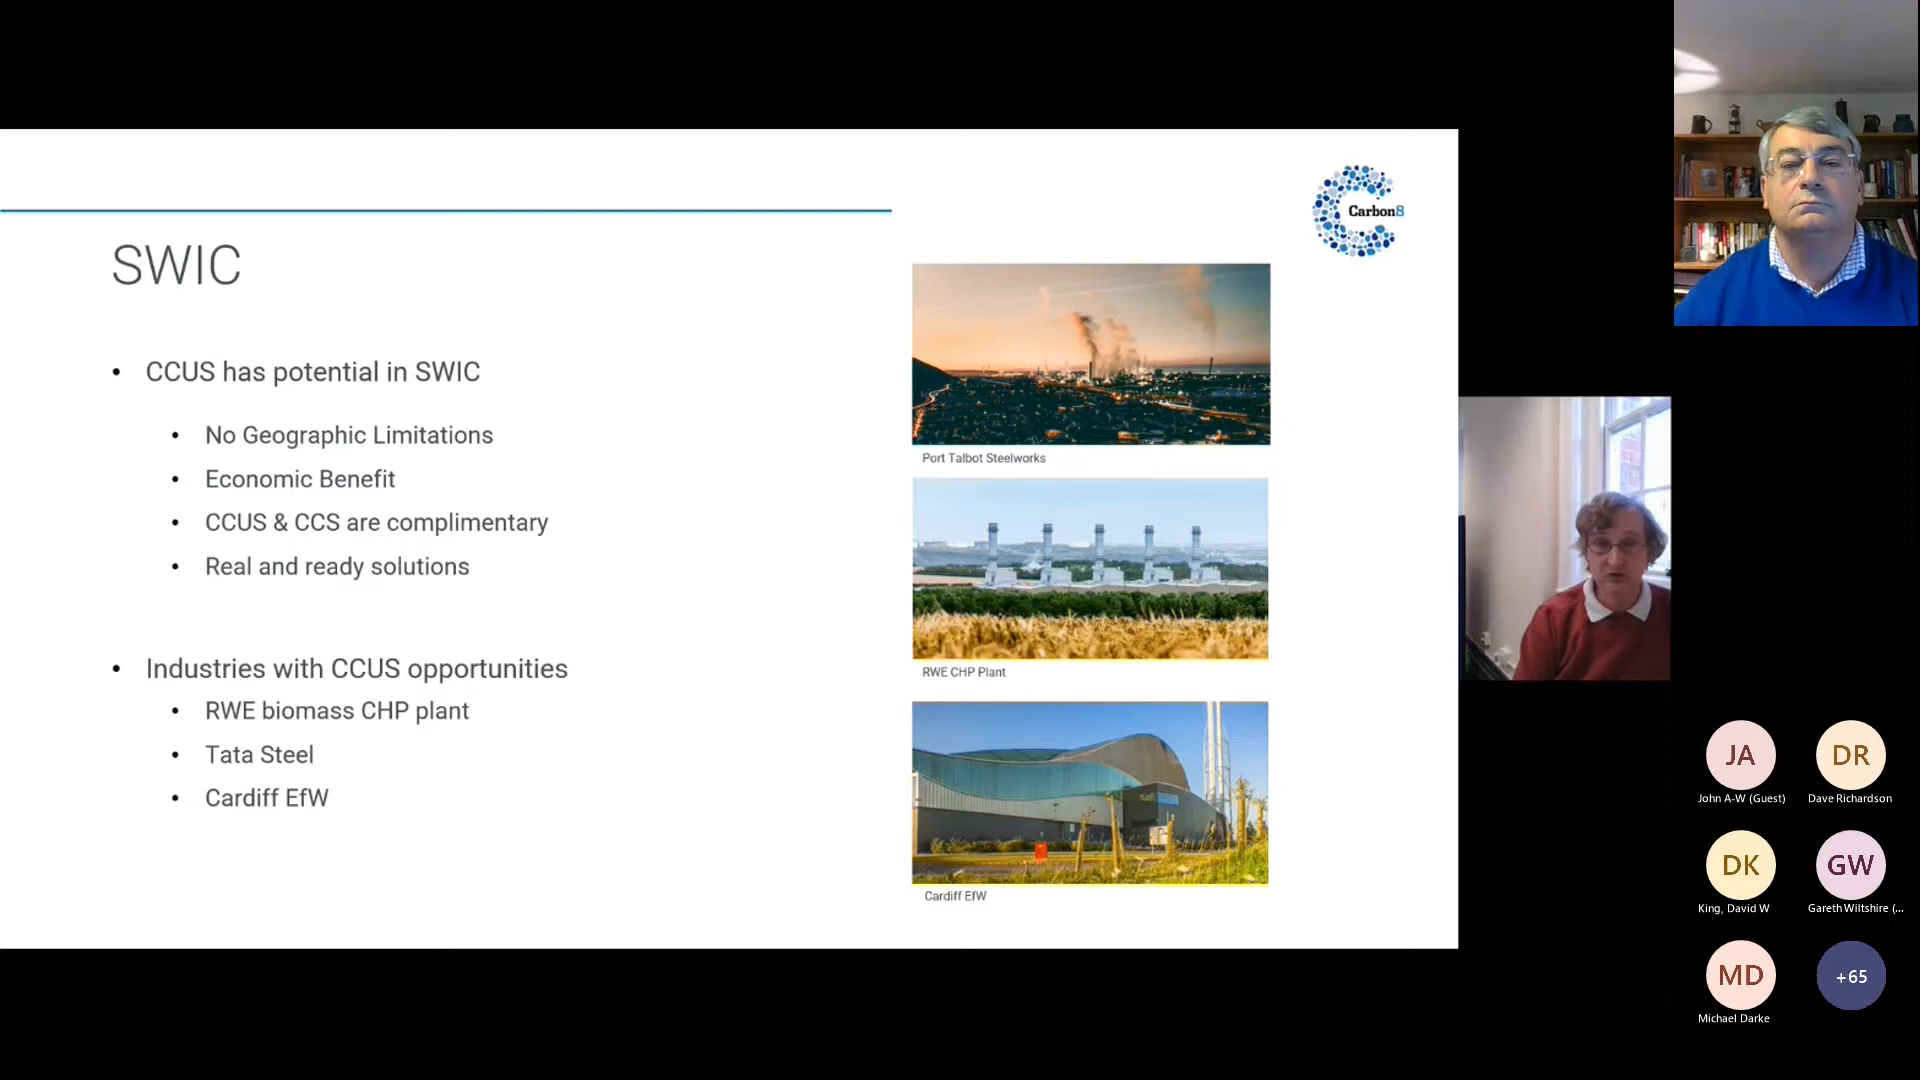 Carbon8
SWIC
• CCUS has potential in SWIC
• No Geographic Limitations
• Economic Benefit
• CCUS & CCS are complimentary
• Real and ready solutions
• Industries with CCUS opportunities
• RWE biomass CHP plant
• Tata Steel
• Cardiff EfW
Port Talbot Steelworks
RWE CHP Plant
Cardiff EfW
JA
John A-W (Guest)
DR
Dave Richardson
DK
King, David W
GW
Gareth Wiltshire (...
MD
Michael Darke
+65